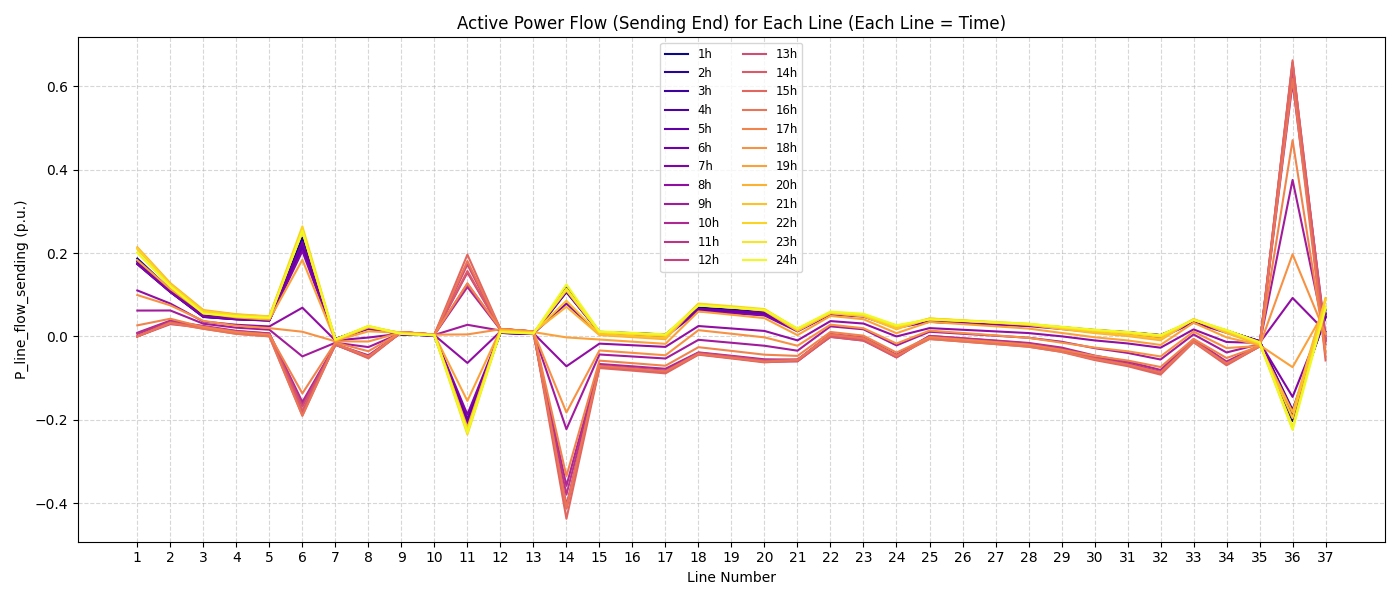 Active Power Flow (Sending End) for Each Line (Each Line = Time)
P_line_flow_sending (p.u.)
0.6
0.4
0.2
0.0
−0.2
−0.4
1h 13h
2h 14h
3h 15h
4h 16h
5h 17h
6h 18h
7h 19h
8h 20h
9h 21h
10h 22h
11h 23h
12h 24h
1 2 3 4 5 6 7 8 9 10 11 12 13 14 15 16 17 18 19 20 21 22 23 24 25 26 27 28 29 30 31 32 33 34 35 36 37
Line Number